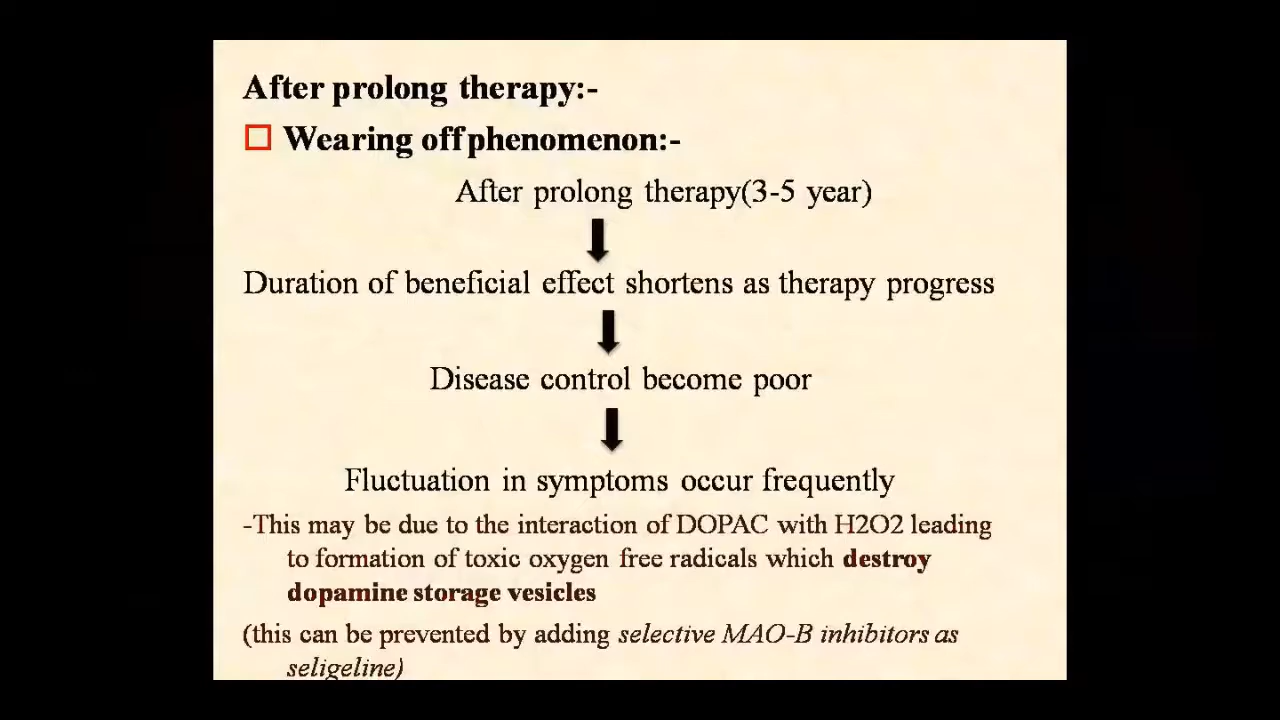 After prolong therapy:-
Wearing off phenomenon:-
After prolong therapy(3-5 year)
Duration of beneficial effect shortens as therapy progress
Disease control become poor
Fluctuation in symptoms occur frequently
-This may be due to the interaction of DOPAC with H2O2 leading
to formation of toxic oxygen free radicals which destroy
dopamine storage vesicles
(this can be prevented by adding selective MAO-B inhibitors as
seligeline)